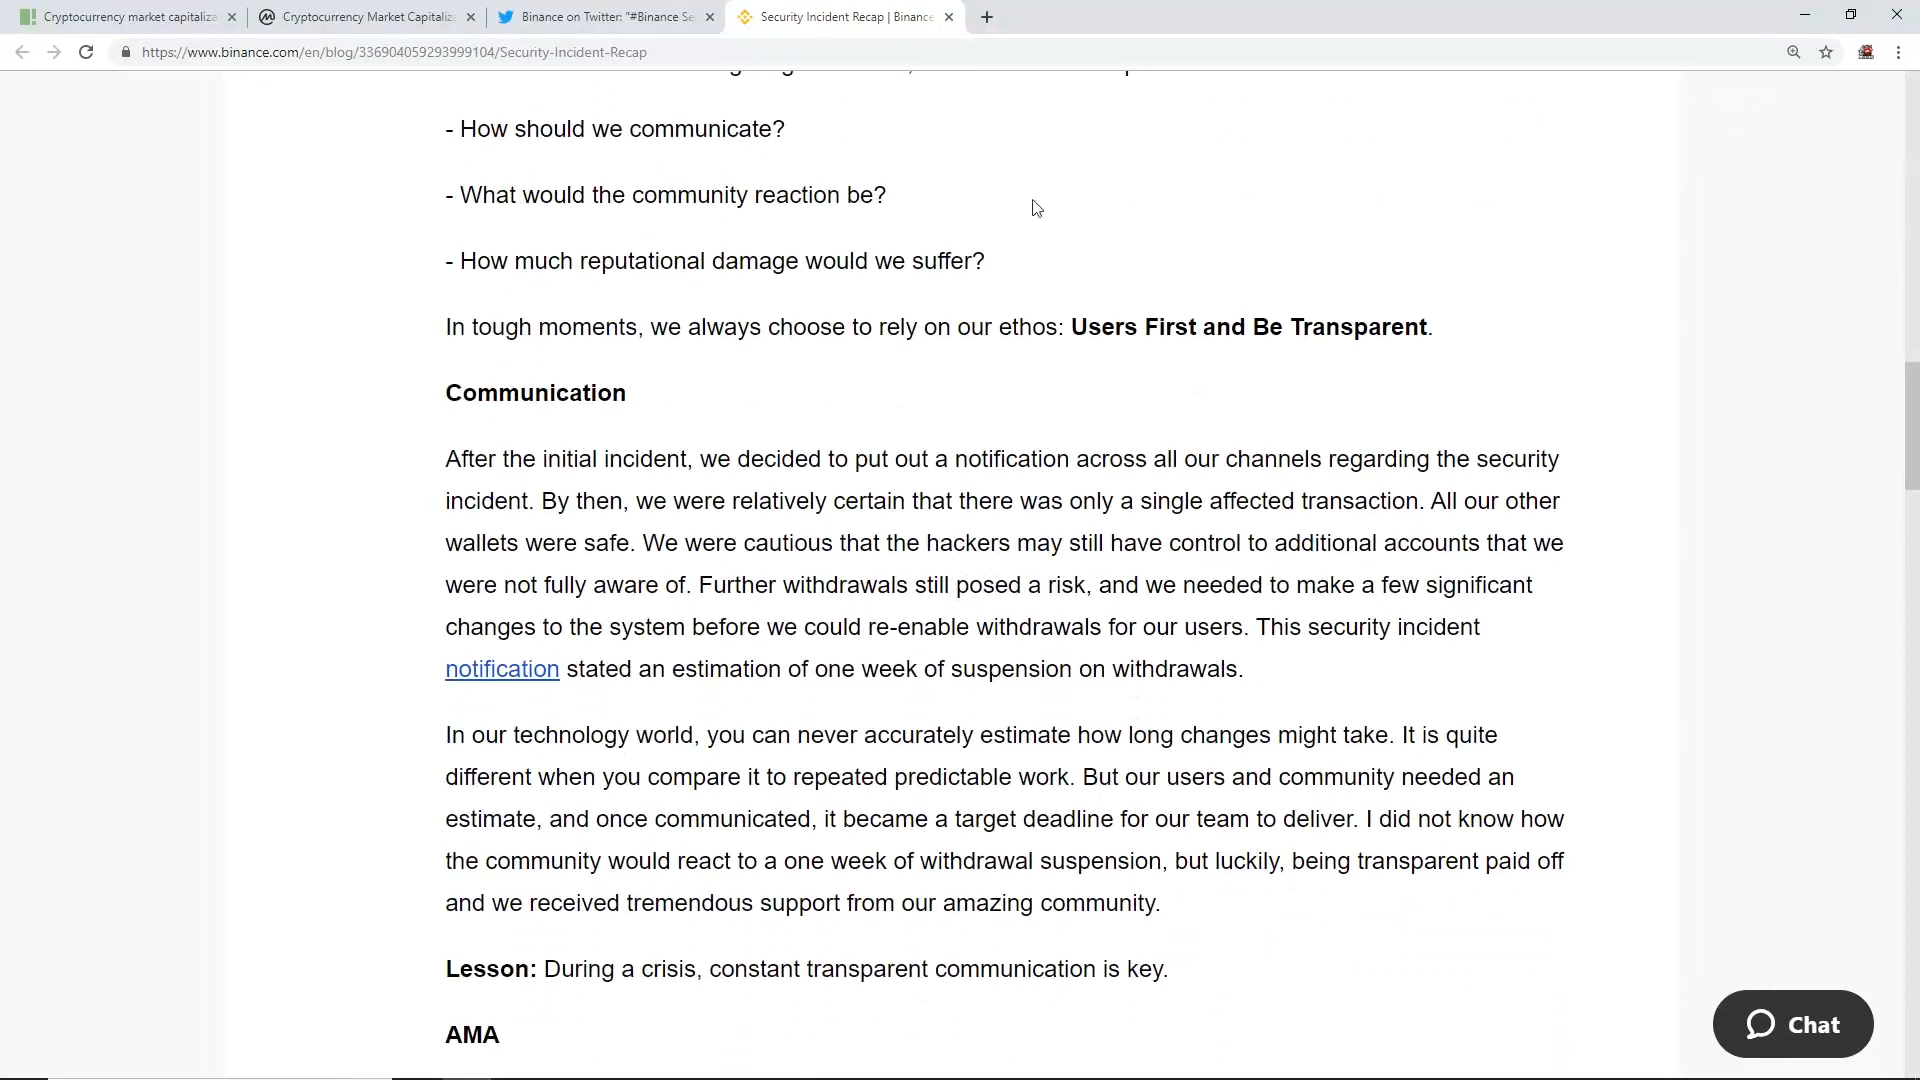 Cryptocurrency market capitaliza
Cryptocurrency Market Capitaliza
Binance on Twitter: "#Binance Se
Security Incident Recap | Binance
https://www.binance.com/en/blog/336904059293999104/Security-Incident-Recap
- How should we communicate?
- What would the community reaction be?
- How much reputational damage would we suffer?
In tough moments, we always choose to rely on our ethos: Users First and Be Transparent.
Communication
After the initial incident, we decided to put out a notification across all our channels regarding the security
incident. By then, we were relatively certain that there was only a single affected transaction. All our other
wallets were safe. We were cautious that the hackers may still have control to additional accounts that we
were not fully aware of. Further withdrawals still posed a risk, and we needed to make a few significant
changes to the system before we could re-enable withdrawals for our users. This security incident
notification stated an estimation of one week of suspension on withdrawals.
In our technology world, you can never accurately estimate how long changes might take. It is quite
different when you compare it to repeated predictable work. But our users and community needed an
estimate, and once communicated, it became a target deadline for our team to deliver. I did not know how
the community would react to a one week of withdrawal suspension, but luckily, being transparent paid off
and we received tremendous support from our amazing community.
Lesson: During a crisis, constant transparent communication is key.
AMA
Chat